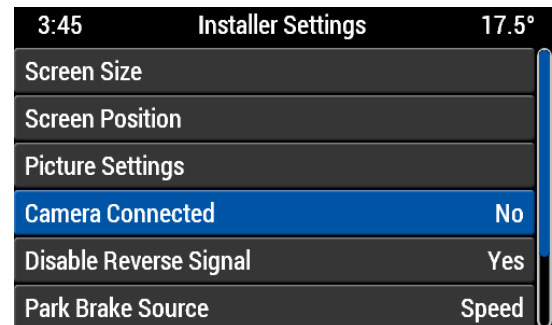 3:45 Installer Settings 17.5°
Screen Size
Screen Position
Picture Settings
Camera Connected No
Disable Reverse Signal Yes
Park Brake Source Speed